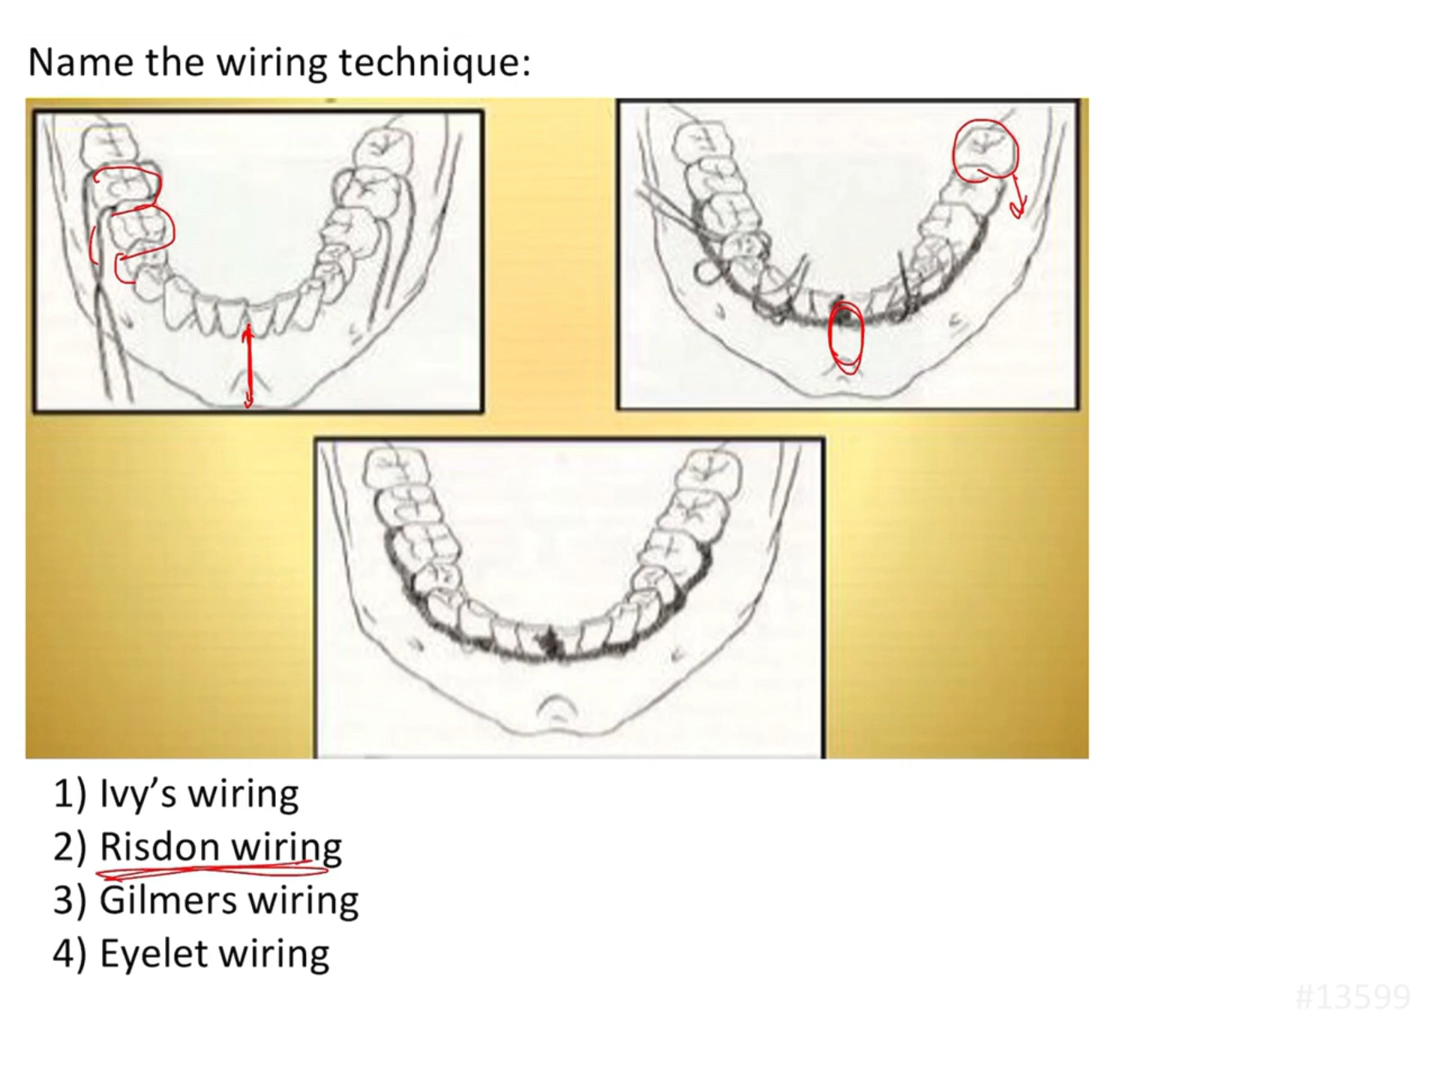 Name the wiring technique:
1) Ivy’s wiring
2) Risdon wiring
3) Gilmers wiring
4) Eyelet wiring
#13599